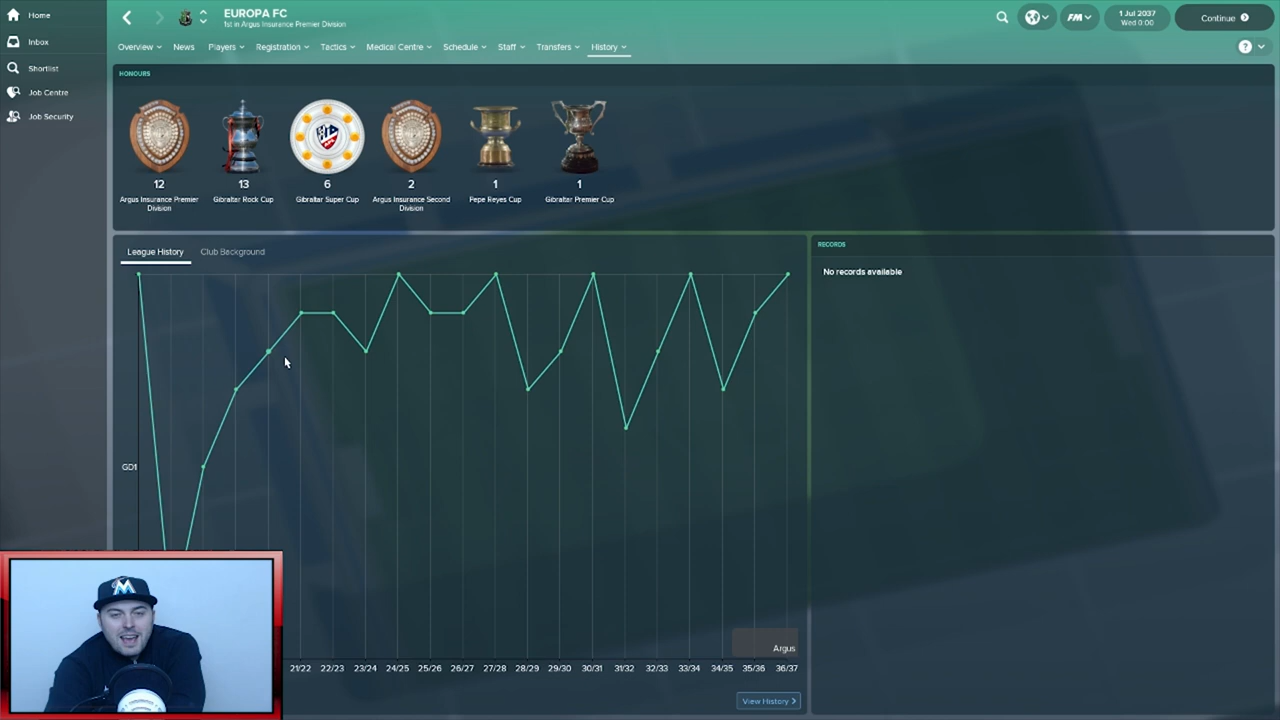 Home
Inbox
Shortlist
Job Centre
Job Security
EUROPA FC
1st in Argus Insurance Premier Division
FM
1 Jul 2037
Wed 0:00
Continue
Overview
News
Players
Registration
Tactics
Medical Centre
Schedule
Staff
Transfers
History
?
HONOURS
12
Argus Insurance Premier
Division
13
Gibraltar Rock Cup
6
Gibraltar Super Cup
2
Argus Insurance Second
Division
1
Pepe Reyes Cup
1
Gibraltar Premier Cup
League History
Club Background
GD1
Argus
21/22 22/23 23/24 24/25 25/26 26/27 27/28 28/29 29/30 30/31 31/32 32/33 33/34 34/35 35/36 36/37
View History
RECORDS
No records available